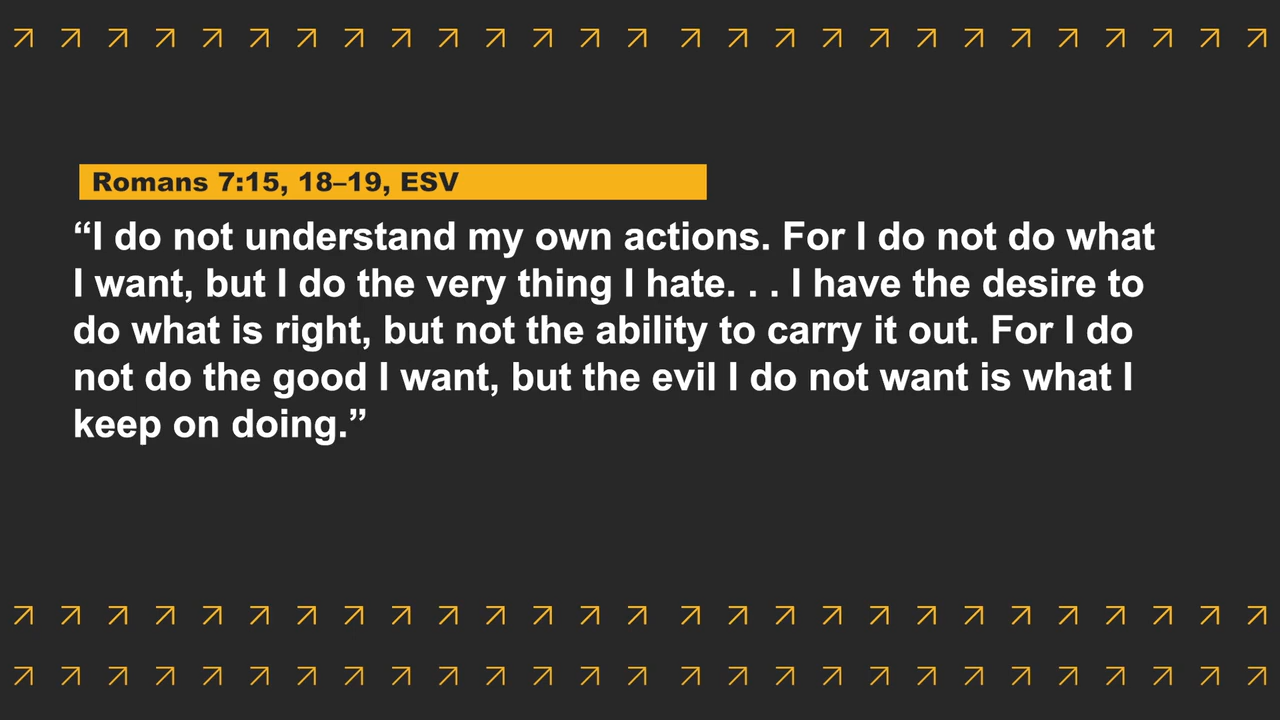 Romans 7:15, 18–19, ESV
“I do not understand my own actions. For I do not do what
I want, but I do the very thing I hate. . . I have the desire to
do what is right, but not the ability to carry it out. For I do
not do the good I want, but the evil I do not want is what I
keep on doing.”